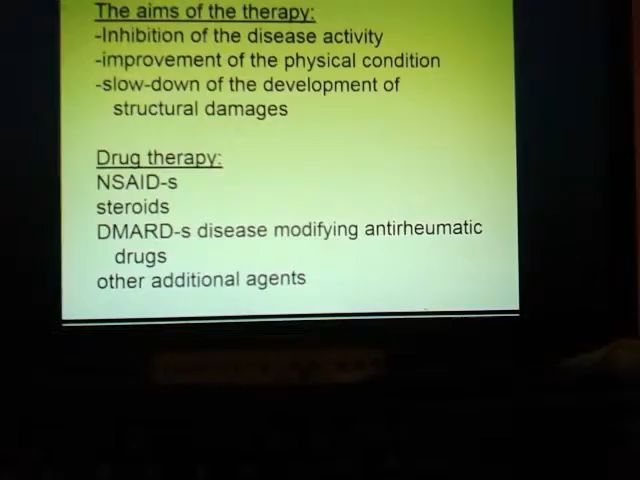 The aims of the therapy:
-Inhibition of the disease activity
-improvement of the physical condition
-slow-down of the development of
structural damages
Drug therapy:
NSAID-s
steroids
DMARD-s disease modifying antirheumatic
drugs
other additional agents